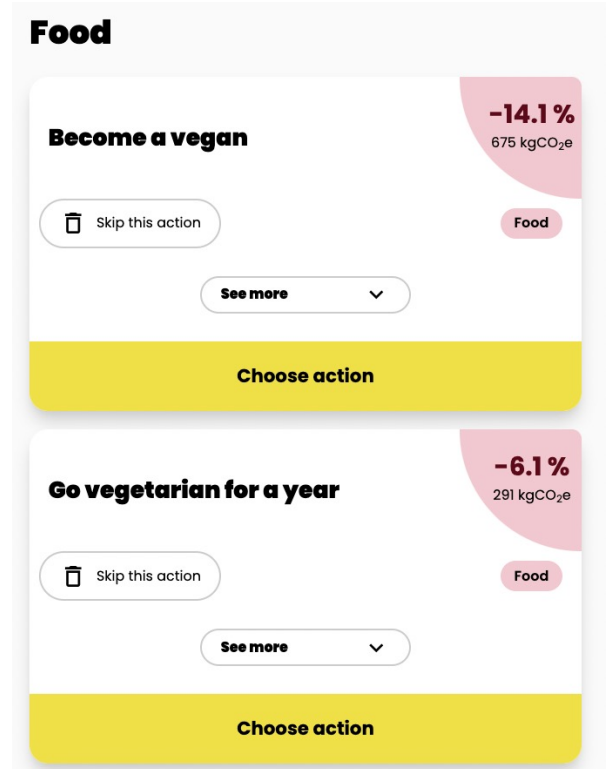 Food
Become a vegan
-14.1 %
675 kgCO₂e
Skip this action
Food
See more
Choose action
Go vegetarian for a year
-6.1 %
291 kgCO₂e
Skip this action
Food
See more
Choose action